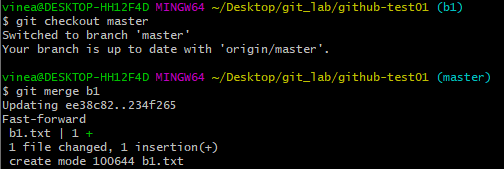 vinea@DESKTOP-HH12F4D MINGW64 ~/Desktop/git_lab/github-test01 (b1)
$ git checkout master
Switched to branch 'master'
Your branch is up to date with 'origin/master'.

vinea@DESKTOP-HH12F4D MINGW64 ~/Desktop/git_lab/github-test01 (master)
$ git merge b1
Updating ee38c82..234f265
Fast-forward
 b1.txt | 1 +
 1 file changed, 1 insertion(+)
 create mode 100644 b1.txt